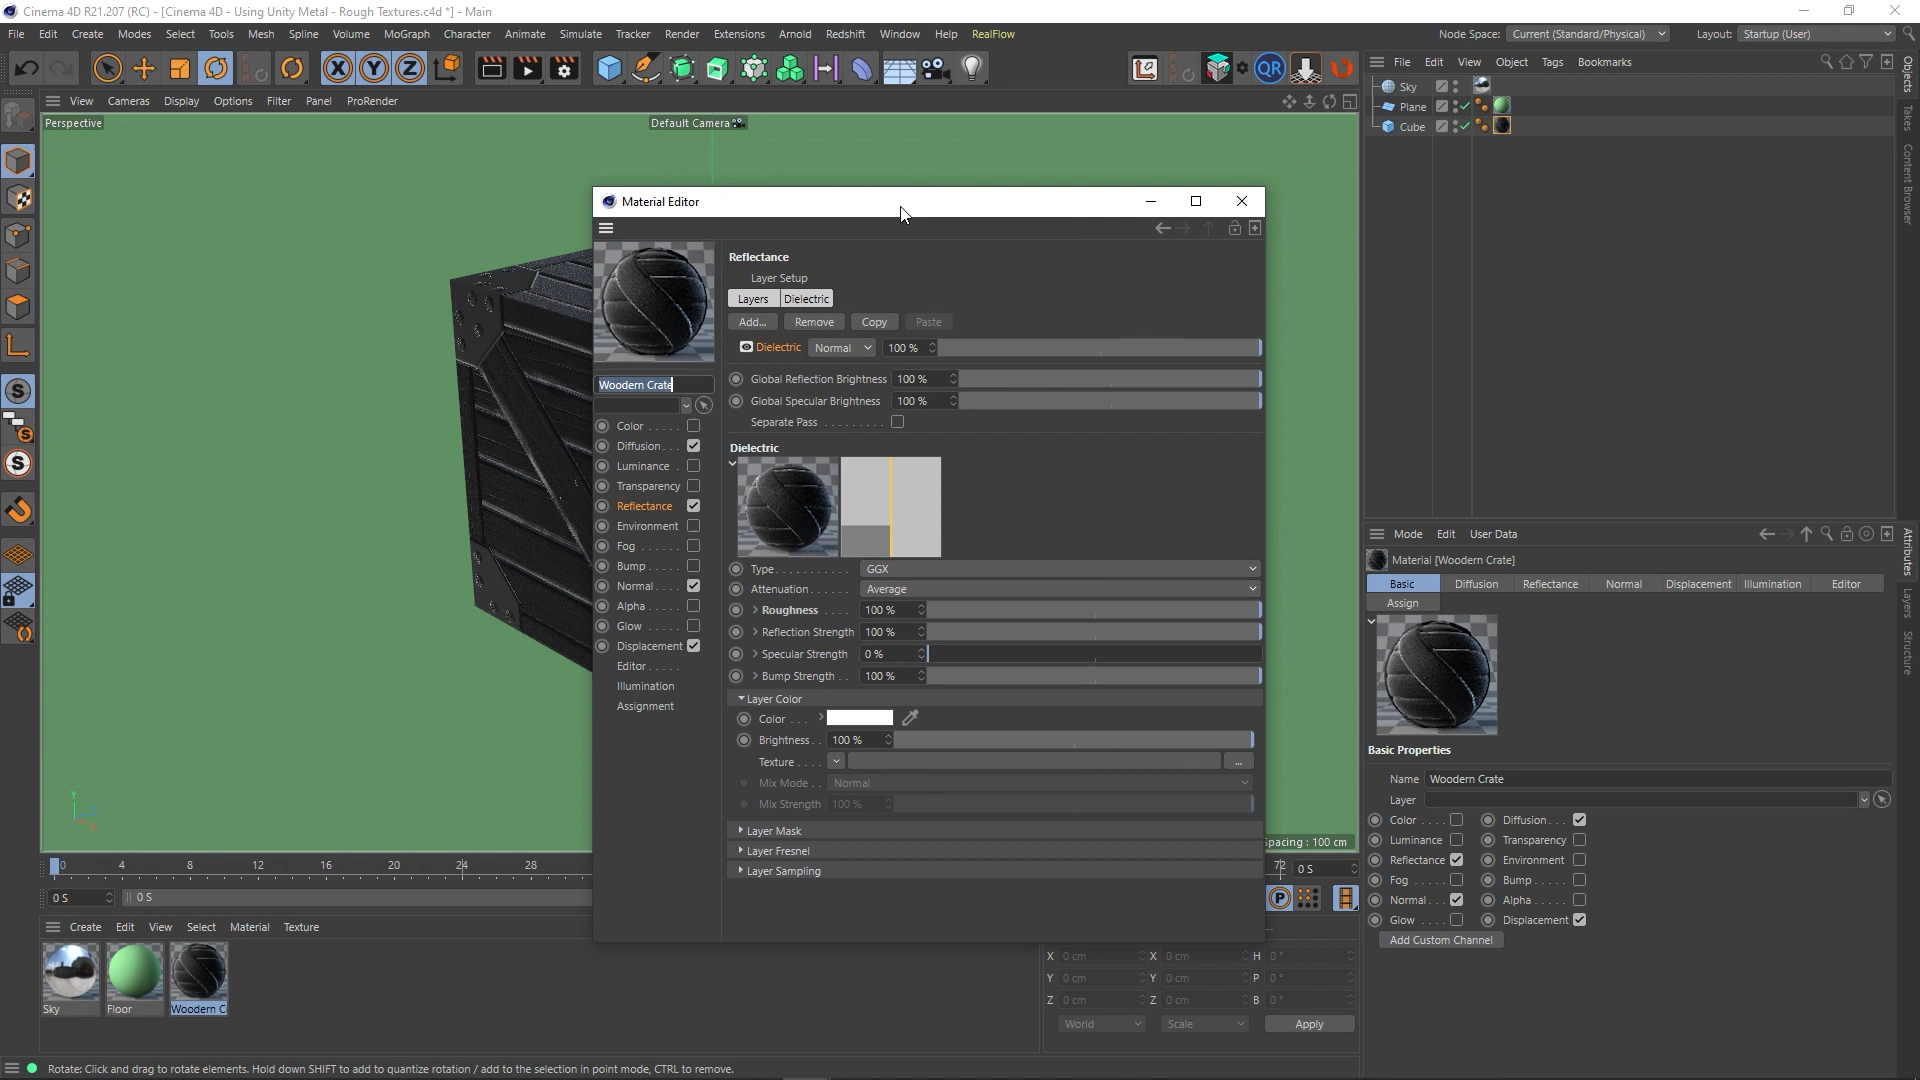 Cinema 4D R21.207 (RC) - [Cinema 4D - Using Unity Metal - Rough Textures.c4d *] - Main
File Edit Create Modes Select Tools Mesh Spline Volume MoGraph Character Animate Simulate Tracker Render Extensions Arnold Redshift Window Help RealFlow
Node Space: Current (Standard/Physical) Layout: Startup (User)
X Y Z
PSR
QR
File Edit View Object Tags Bookmarks
Sky
Plane
Cube
Objects
Takes
Content Browser
View Cameras Display Options Filter Panel ProRender
Perspective
Default Camera
Material Editor
Woodern Crate
Color . . . . .
Diffusion . . .
Luminance .
Transparency
Reflectance
Environment
Fog . . . . . .
Bump . . . . .
Normal . . . .
Alpha . . . . .
Glow . . . . .
Displacement
Editor . . . . .
Illumination
Assignment
Reflectance
Layer Setup
Layers Dielectric
Add... Remove Copy Paste
Dielectric Normal 100 %
Global Reflection Brightness 100 %
Global Specular Brightness 100 %
Separate Pass . . . . . . . . .
Dielectric
Type . . . . . . . . . . . GGX
Attenuation . . . . . . Average
Roughness . . . . 100 %
Reflection Strength 100 %
Specular Strength 0 %
Bump Strength . . 100 %
Layer Color
Color . . .
Brightness . . 100 %
Texture . . . . ...
Mix Mode . . Normal
Mix Strength 100 %
Layer Mask
Layer Fresnel
Layer Sampling
Spacing : 100 cm
Y
0 4 8 12 16 20 24 28 72 0 S
0 S 0 S
P
Create Edit View Select Material Texture
Sky Floor Woodern C
X 0 cm X 0 cm H 0 °
Y 0 cm Y 0 cm P 0 °
Z 0 cm Z 0 cm B 0 °
World Scale Apply
Mode Edit User Data
Material [Woodern Crate]
Basic Diffusion Reflectance Normal Displacement Illumination Editor
Assign
Basic Properties
Name Woodern Crate
Layer
Color . . . . Diffusion . . .
Luminance Transparency
Reflectance Environment
Fog . . . . . Bump . . . . .
Normal . . . Alpha . . . . .
Glow . . . . Displacement
Add Custom Channel
Attributes
Layers
Structure
Rotate: Click and drag to rotate elements. Hold down SHIFT to add to quantize rotation / add to the selection in point mode, CTRL to remove.